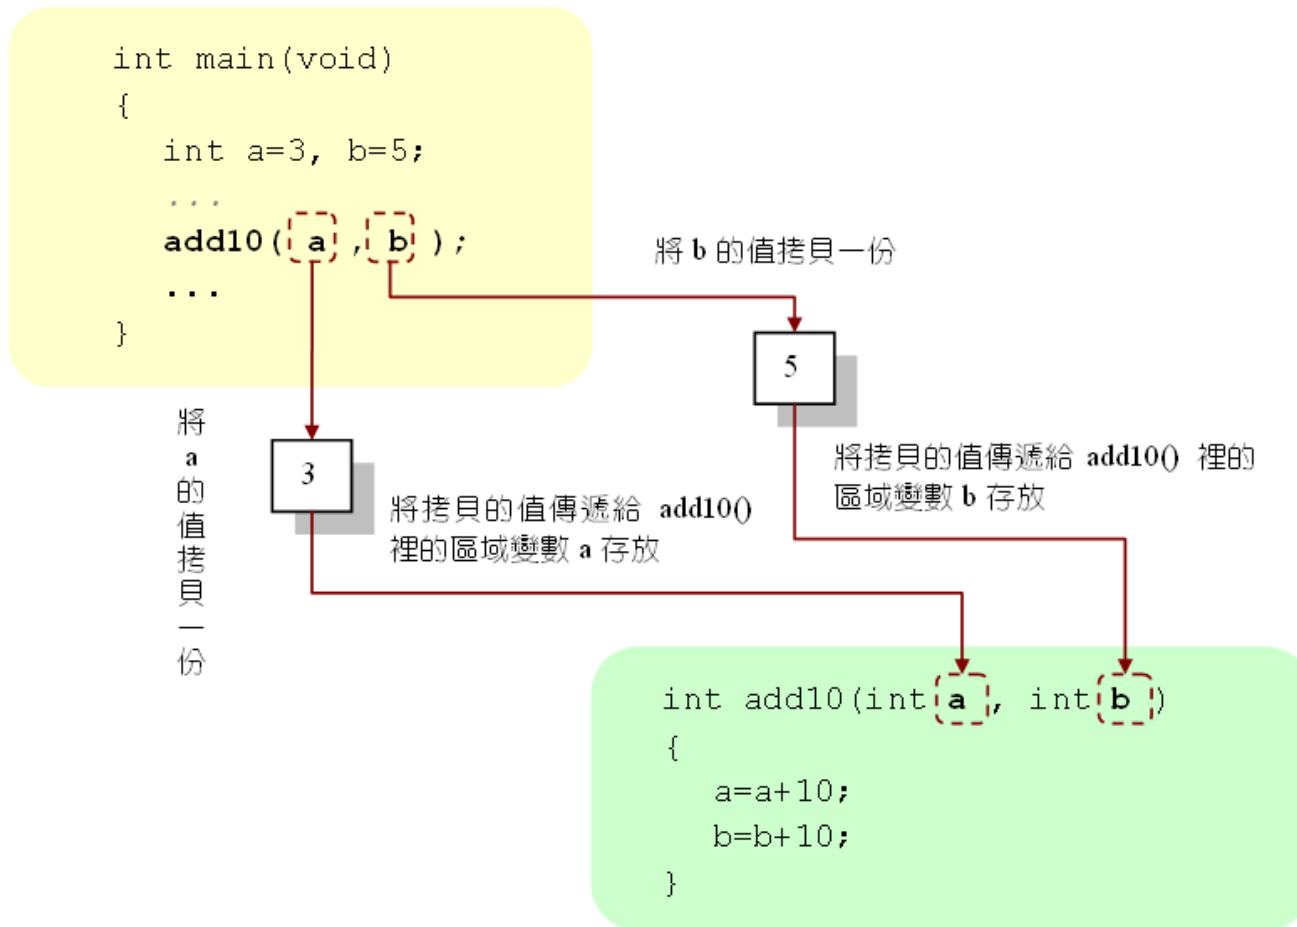 int main(void)
{
int a=3, b=5;
...
add10( a , b );
...
}
將 b 的值拷貝一份
5
將
a
的
值
拷
貝
一
份
3
將拷貝的值傳遞給 add10()
裡的區域變數 a 存放
將拷貝的值傳遞給 add10() 裡的
區域變數 b 存放
int add10(int a , int b )
{
a=a+10;
b=b+10;
}